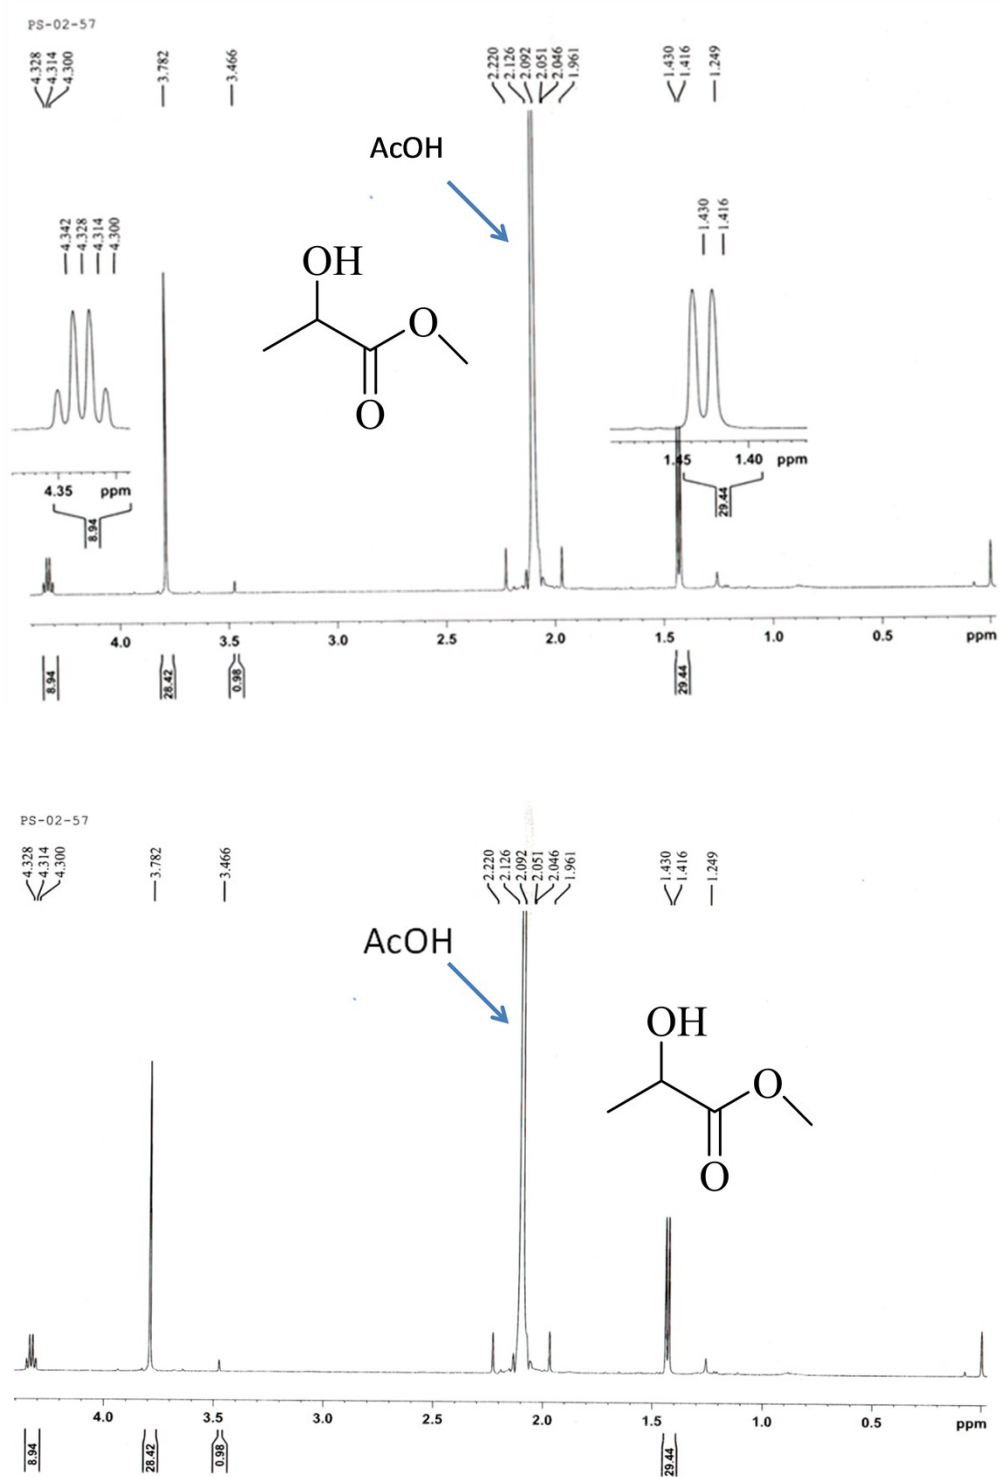 PS-02-57
4.328
4.314
4.300
3.782
3.466
2.220
2.126
2.092
2.051
2.046
1.961
1.430
1.416
1.249
AcOH
4.342
4.328
4.314
4.300
1.430
1.416
OH
O
O
4.35 ppm
8.94
1.45 1.40 ppm
29.44
4.0 3.5 3.0 2.5 2.0 1.5 1.0 0.5 ppm
8.94 28.42 0.98 29.44
PS-02-57
4.328
4.314
4.300
3.782
3.466
2.220
2.126
2.092
2.051
2.046
1.961
1.430
1.416
1.249
AcOH
OH
O
O
4.0 3.5 3.0 2.5 2.0 1.5 1.0 0.5 ppm
8.94 28.42 0.98 29.44